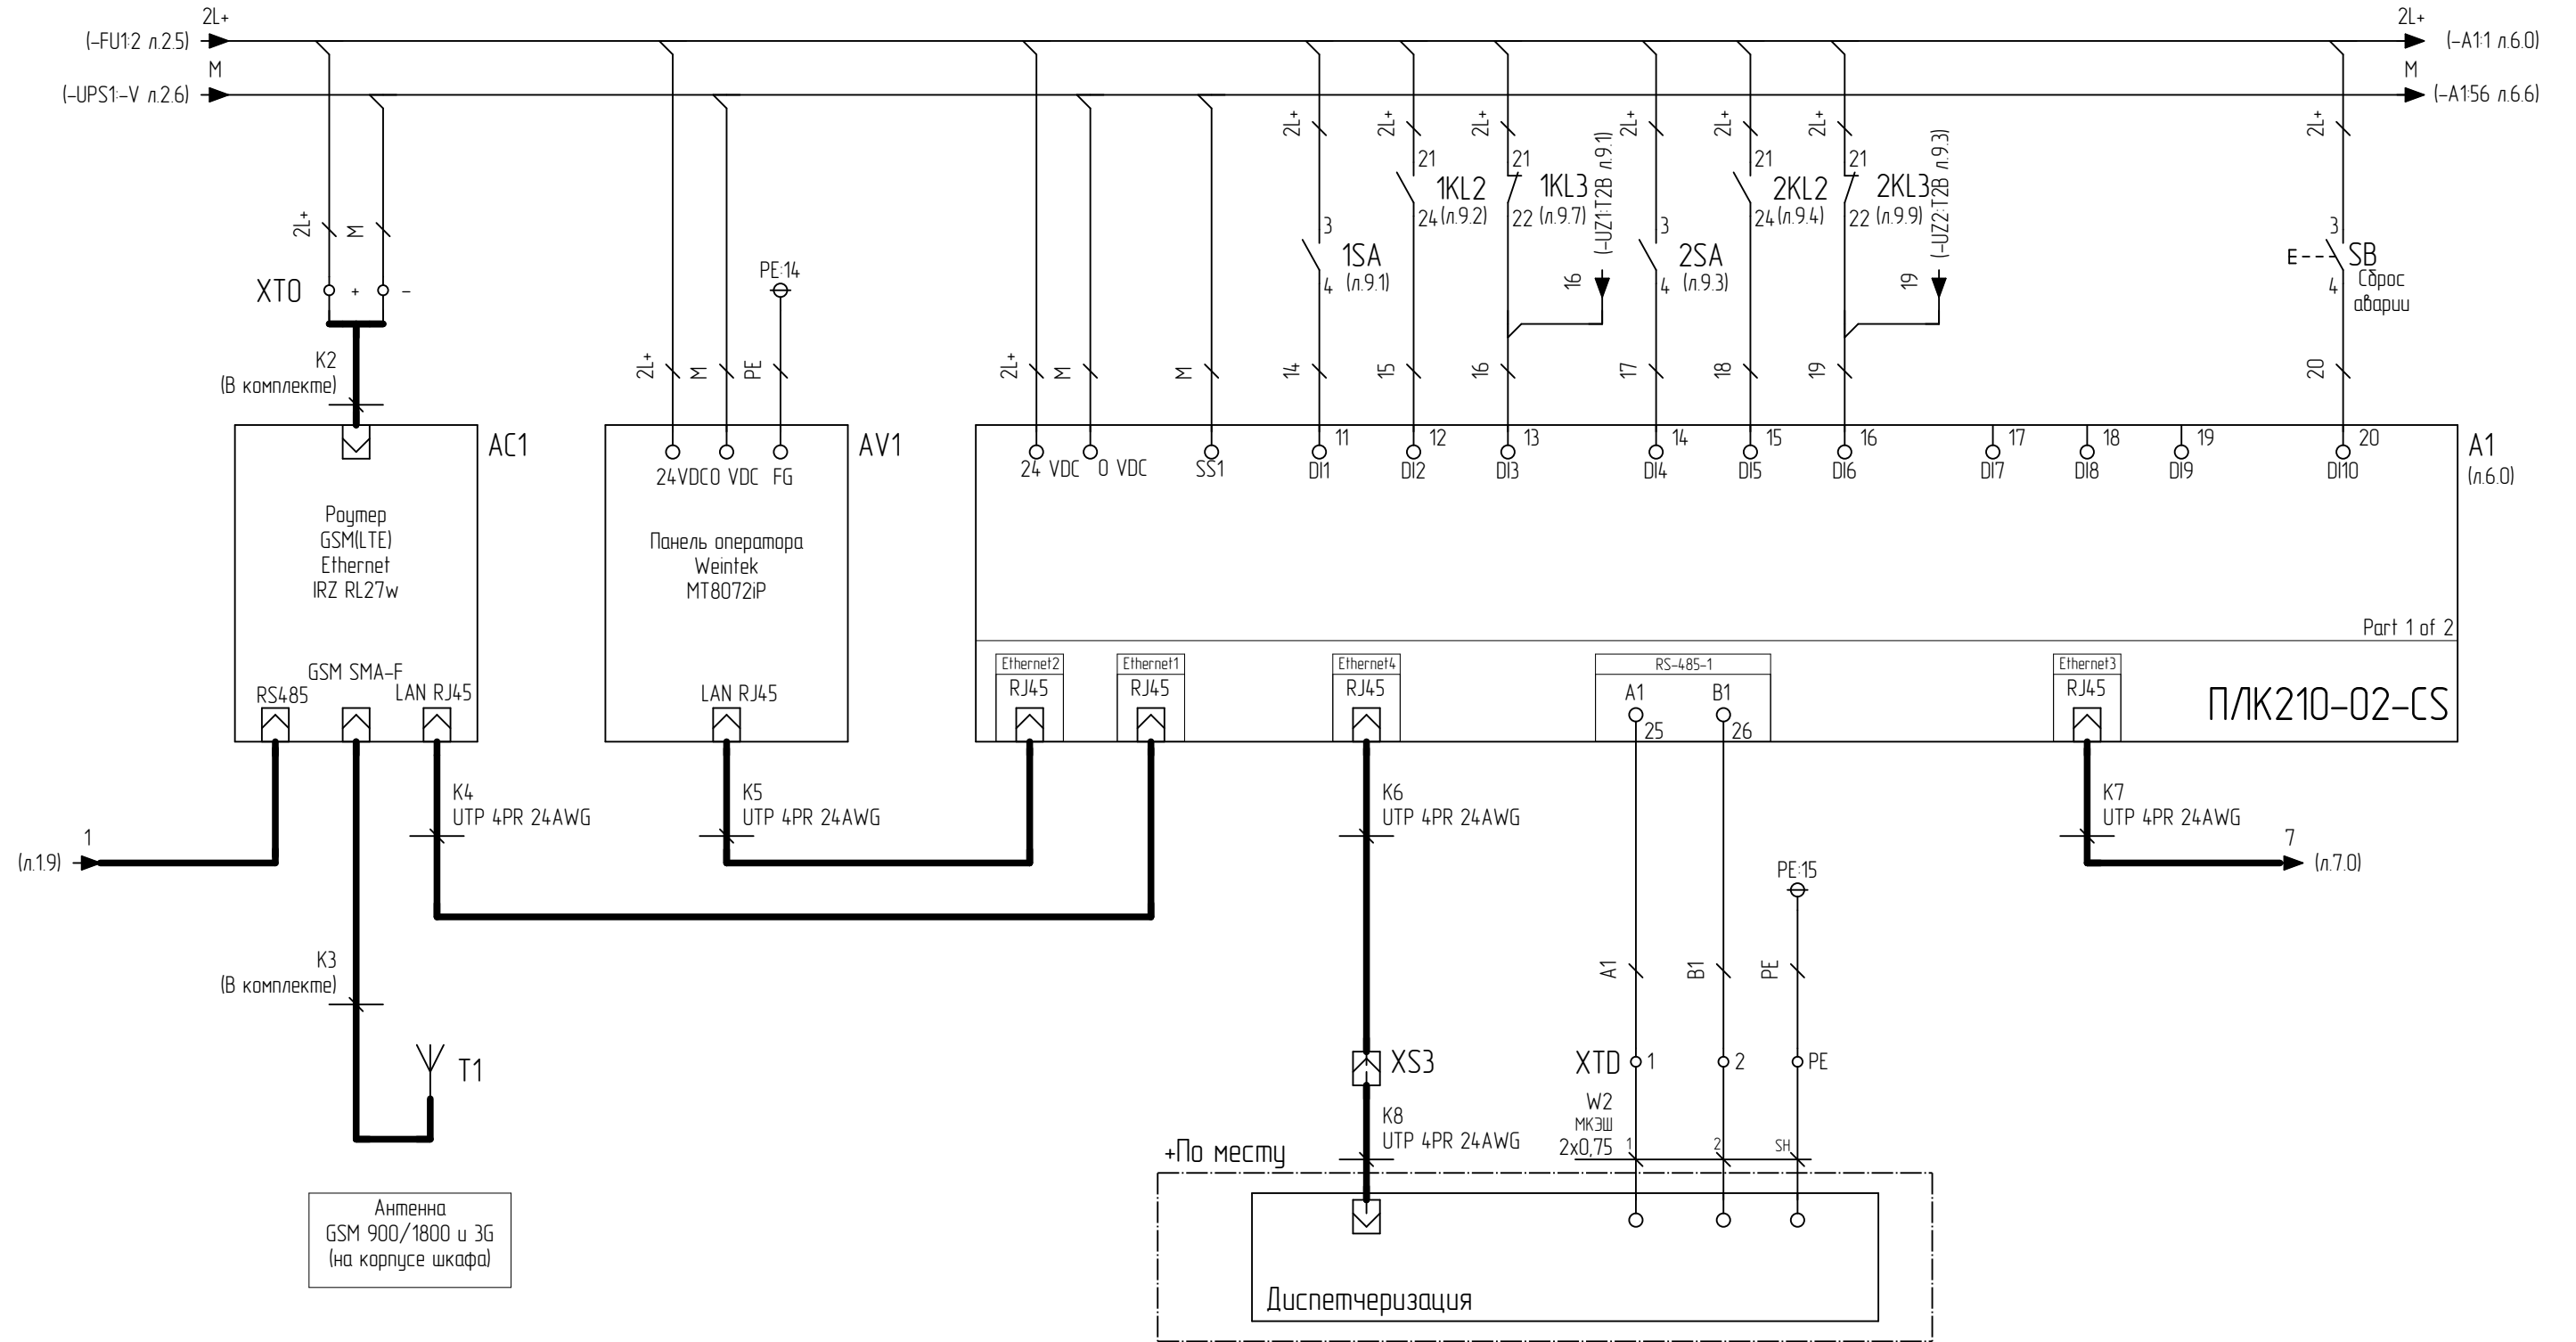 2L+
2L+
(-FU1:2 л.2.5)
(-A1:1 л.6.0)
M
M
(-UPS1:-V л.2.6)
(-A1:56 л.6.6)
2L+
2L+
2L+
2L+
2L+
2L+
2L+
(-UZ1:T2B л.9.1)
(-UZ2:T2B л.9.3)
21
1KL2
24
(л.9.2)
21
1KL3
22
(л.9.7)
21
2KL2
24
(л.9.4)
21
2KL3
22
(л.9.9)
2L+
M
3
1SA
4
(л.9.1)
3
2SA
4
(л.9.3)
3
E
SB
4
Сброс
аварии
16
19
XT0
+
-
PE:14
K2
(В комплекте)
2L+
M
PE
2L+
M
M
14
15
16
17
18
19
20
AC1
AV1
A1
(л.6.0)
24VDC
0 VDC
FG
24 VDC
0 VDC
SS1
11
DI1
12
DI2
13
DI3
14
DI4
15
DI5
16
DI6
17
DI7
18
DI8
19
DI9
20
DI10
Роутер
GSM(LTE)
Ethernet
IRZ RL27w
Панель оператора
Weintek
MT8072iP
Part 1 of 2
GSM SMA-F
RS485
LAN RJ45
LAN RJ45
Ethernet2
RJ45
Ethernet1
RJ45
Ethernet4
RJ45
RS-485-1
A1
B1
25
26
Ethernet3
RJ45
ПЛК210-02-CS
K4
UTP 4PR 24AWG
K5
UTP 4PR 24AWG
K6
UTP 4PR 24AWG
K7
UTP 4PR 24AWG
1
(л.1.9)
7
(л.7.0)
PE:15
K3
(В комплекте)
A1
B1
PE
T1
XS3
XTD
1
2
PE
K8
UTP 4PR 24AWG
W2
МКЭШ
2x0,75
1
2
SH
+По месту
Антенна
GSM 900/1800 и 3G
(на корпусе шкафа)
Диспетчеризация